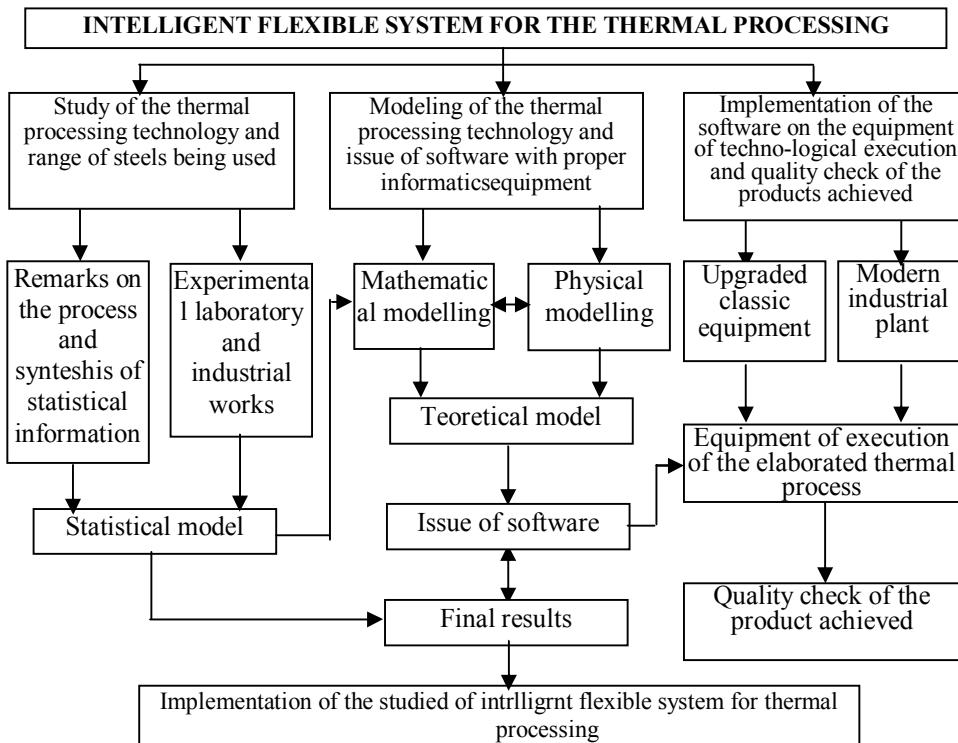 INTELLIGENT FLEXIBLE SYSTEM FOR THE THERMAL PROCESSING
Study of the thermal
processing technology and
range of steels being used
Modeling of the thermal
processing technology and
issue of software with proper
informaticsequipment
Implementation of the
software on the equipment
of techno-logical execution
and quality check of the
products achieved
Remarks on
the process
and
synteshis of
statistical
information
Experimenta
l laboratory
and
industrial
works
Mathematic
al modelling
Physical
modelling
Upgraded
classic
equipment
Modern
industrial
plant
Teoretical model
Equipment of execution
of the elaborated thermal
process
Statistical model
Issue of software
Quality check of the
product achieved
Final results
Implementation of the studied of intrlligrnt flexible system for thermal
processing